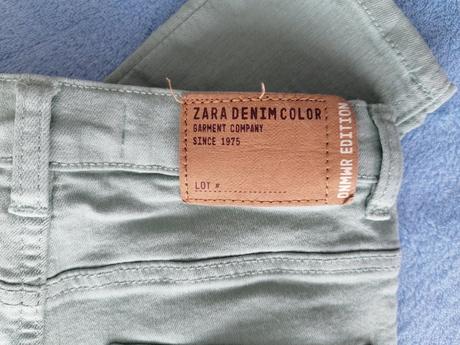 ZARA DENIM COLOR
GARMENT COMPANY
SINCE 1975
LOT #
DNMWR EDITION